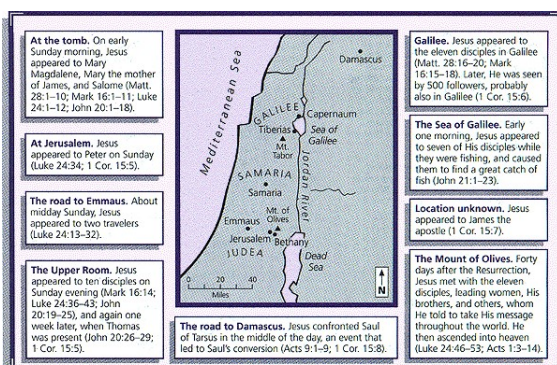 At the tomb. On early
Sunday morning, Jesus
appeared to Mary
Magdalene, Mary the mother
of James, and Salome (Matt.
28:1–10; Mark 16:1–11; Luke
24:1–12; John 20:1–18).
At Jerusalem. Jesus
appeared to Peter on Sunday
(Luke 24:34; 1 Cor. 15:5).
The road to Emmaus. About
midday Sunday, Jesus
appeared to two travelers
(Luke 24:13–32).
The Upper Room. Jesus
appeared to ten disciples on
Sunday evening (Mark 16:14;
Luke 24:36–43; John
20:19–25), and again one
week later, when Thomas
was present (John 20:26–29;
1 Cor. 15:5).
Mediterranean Sea
Damascus
GALILEE
Capernaum
Tiberias
Sea of
Galilee
Mt.
Tabor
SAMARIA
Samaria
Jordan River
Mt. of
Olives
Emmaus
Jerusalem
Bethany
JUDEA
Dead
Sea
0 20 40
Miles
N
The road to Damascus. Jesus confronted Saul
of Tarsus in the middle of the day, an event that
led to Saul's conversion (Acts 9:1–9; 1 Cor. 15:8).
Galilee. Jesus appeared to
the eleven disciples in Galilee
(Matt. 28:16–20; Mark
16:15–18). Later, He was seen
by 500 followers, probably
also in Galilee (1 Cor. 15:6).
The Sea of Galilee. Early
one morning, Jesus appeared
to seven of His disciples while
they were fishing, and caused
them to find a great catch of
fish (John 21:1–23).
Location unknown. Jesus
appeared to James the
apostle (1 Cor. 15:7).
The Mount of Olives. Forty
days after the Resurrection,
Jesus met with the eleven
disciples, leading women, His
brothers, and others, whom
He told to take His message
throughout the world. He
then ascended into heaven
(Luke 24:46–53; Acts 1:3–14).